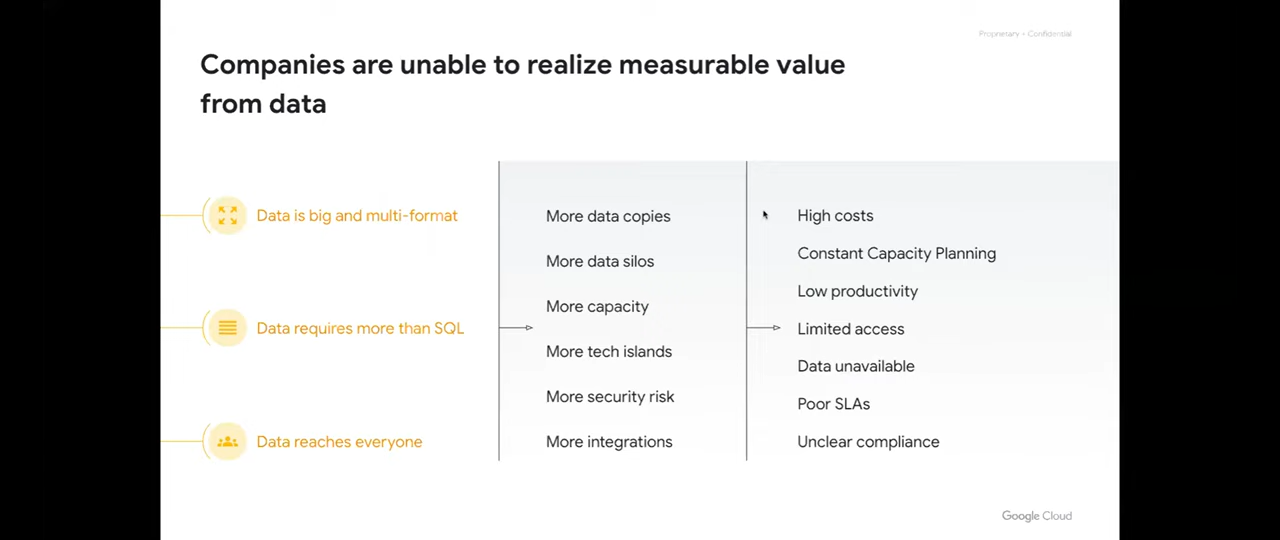 Proprietary + Confidential
Companies are unable to realize measurable value
from data
Data is big and multi-format
Data requires more than SQL
Data reaches everyone
More data copies
More data silos
More capacity
More tech islands
More security risk
More integrations
High costs
Constant Capacity Planning
Low productivity
Limited access
Data unavailable
Poor SLAs
Unclear compliance
Google Cloud